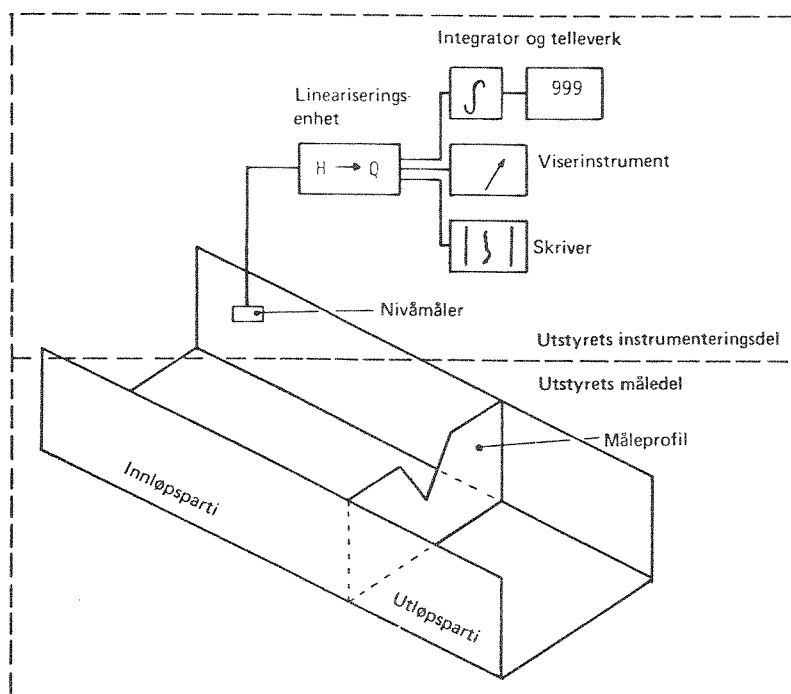 Integrator og telleverk
999
Lineariserings-
enhet
H → Q
Viserinstrument
Skriver
Nivåmåler
Utstyrets instrumenteringsdel
Utstyrets måledel
Måleprofil
Innløpsparti
Utløpsparti